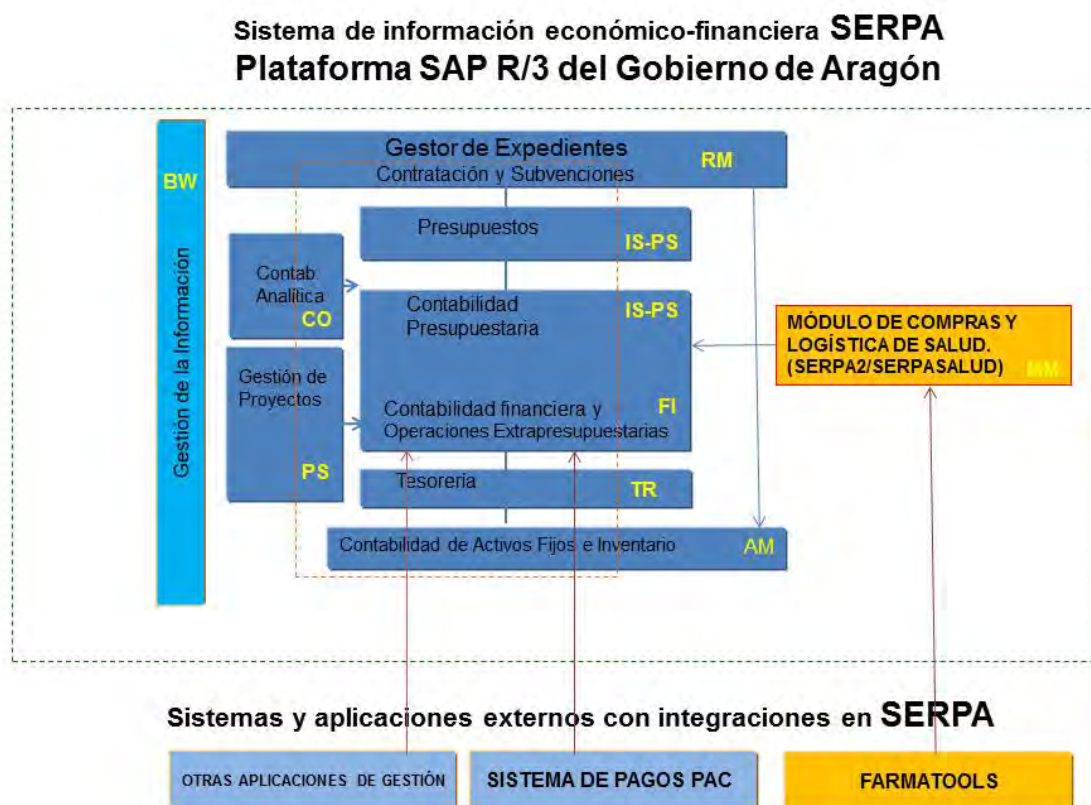 Sistema de información económico-financiera SERPA
Plataforma SAP R/3 del Gobierno de Aragón
BW
Gestión de la Información
Gestor de Expedientes
Contratación y Subvenciones
RM
Presupuestos
IS-PS
Contab.
Analítica
CO
Contabilidad
Presupuestaria
IS-PS
Gestión de
Proyectos
PS
Contabilidad financiera y
Operaciones Extrapresupuestarias
FI
MÓDULO DE COMPRAS Y
LOGÍSTICA DE SALUD.
(SERPA2/SERPASALUD)
MM
Tesorería
TR
Contabilidad de Activos Fijos e Inventario
AM
Sistemas y aplicaciones externos con integraciones en SERPA
OTRAS APLICACIONES DE GESTIÓN
SISTEMA DE PAGOS PAC
FARMATOOLS